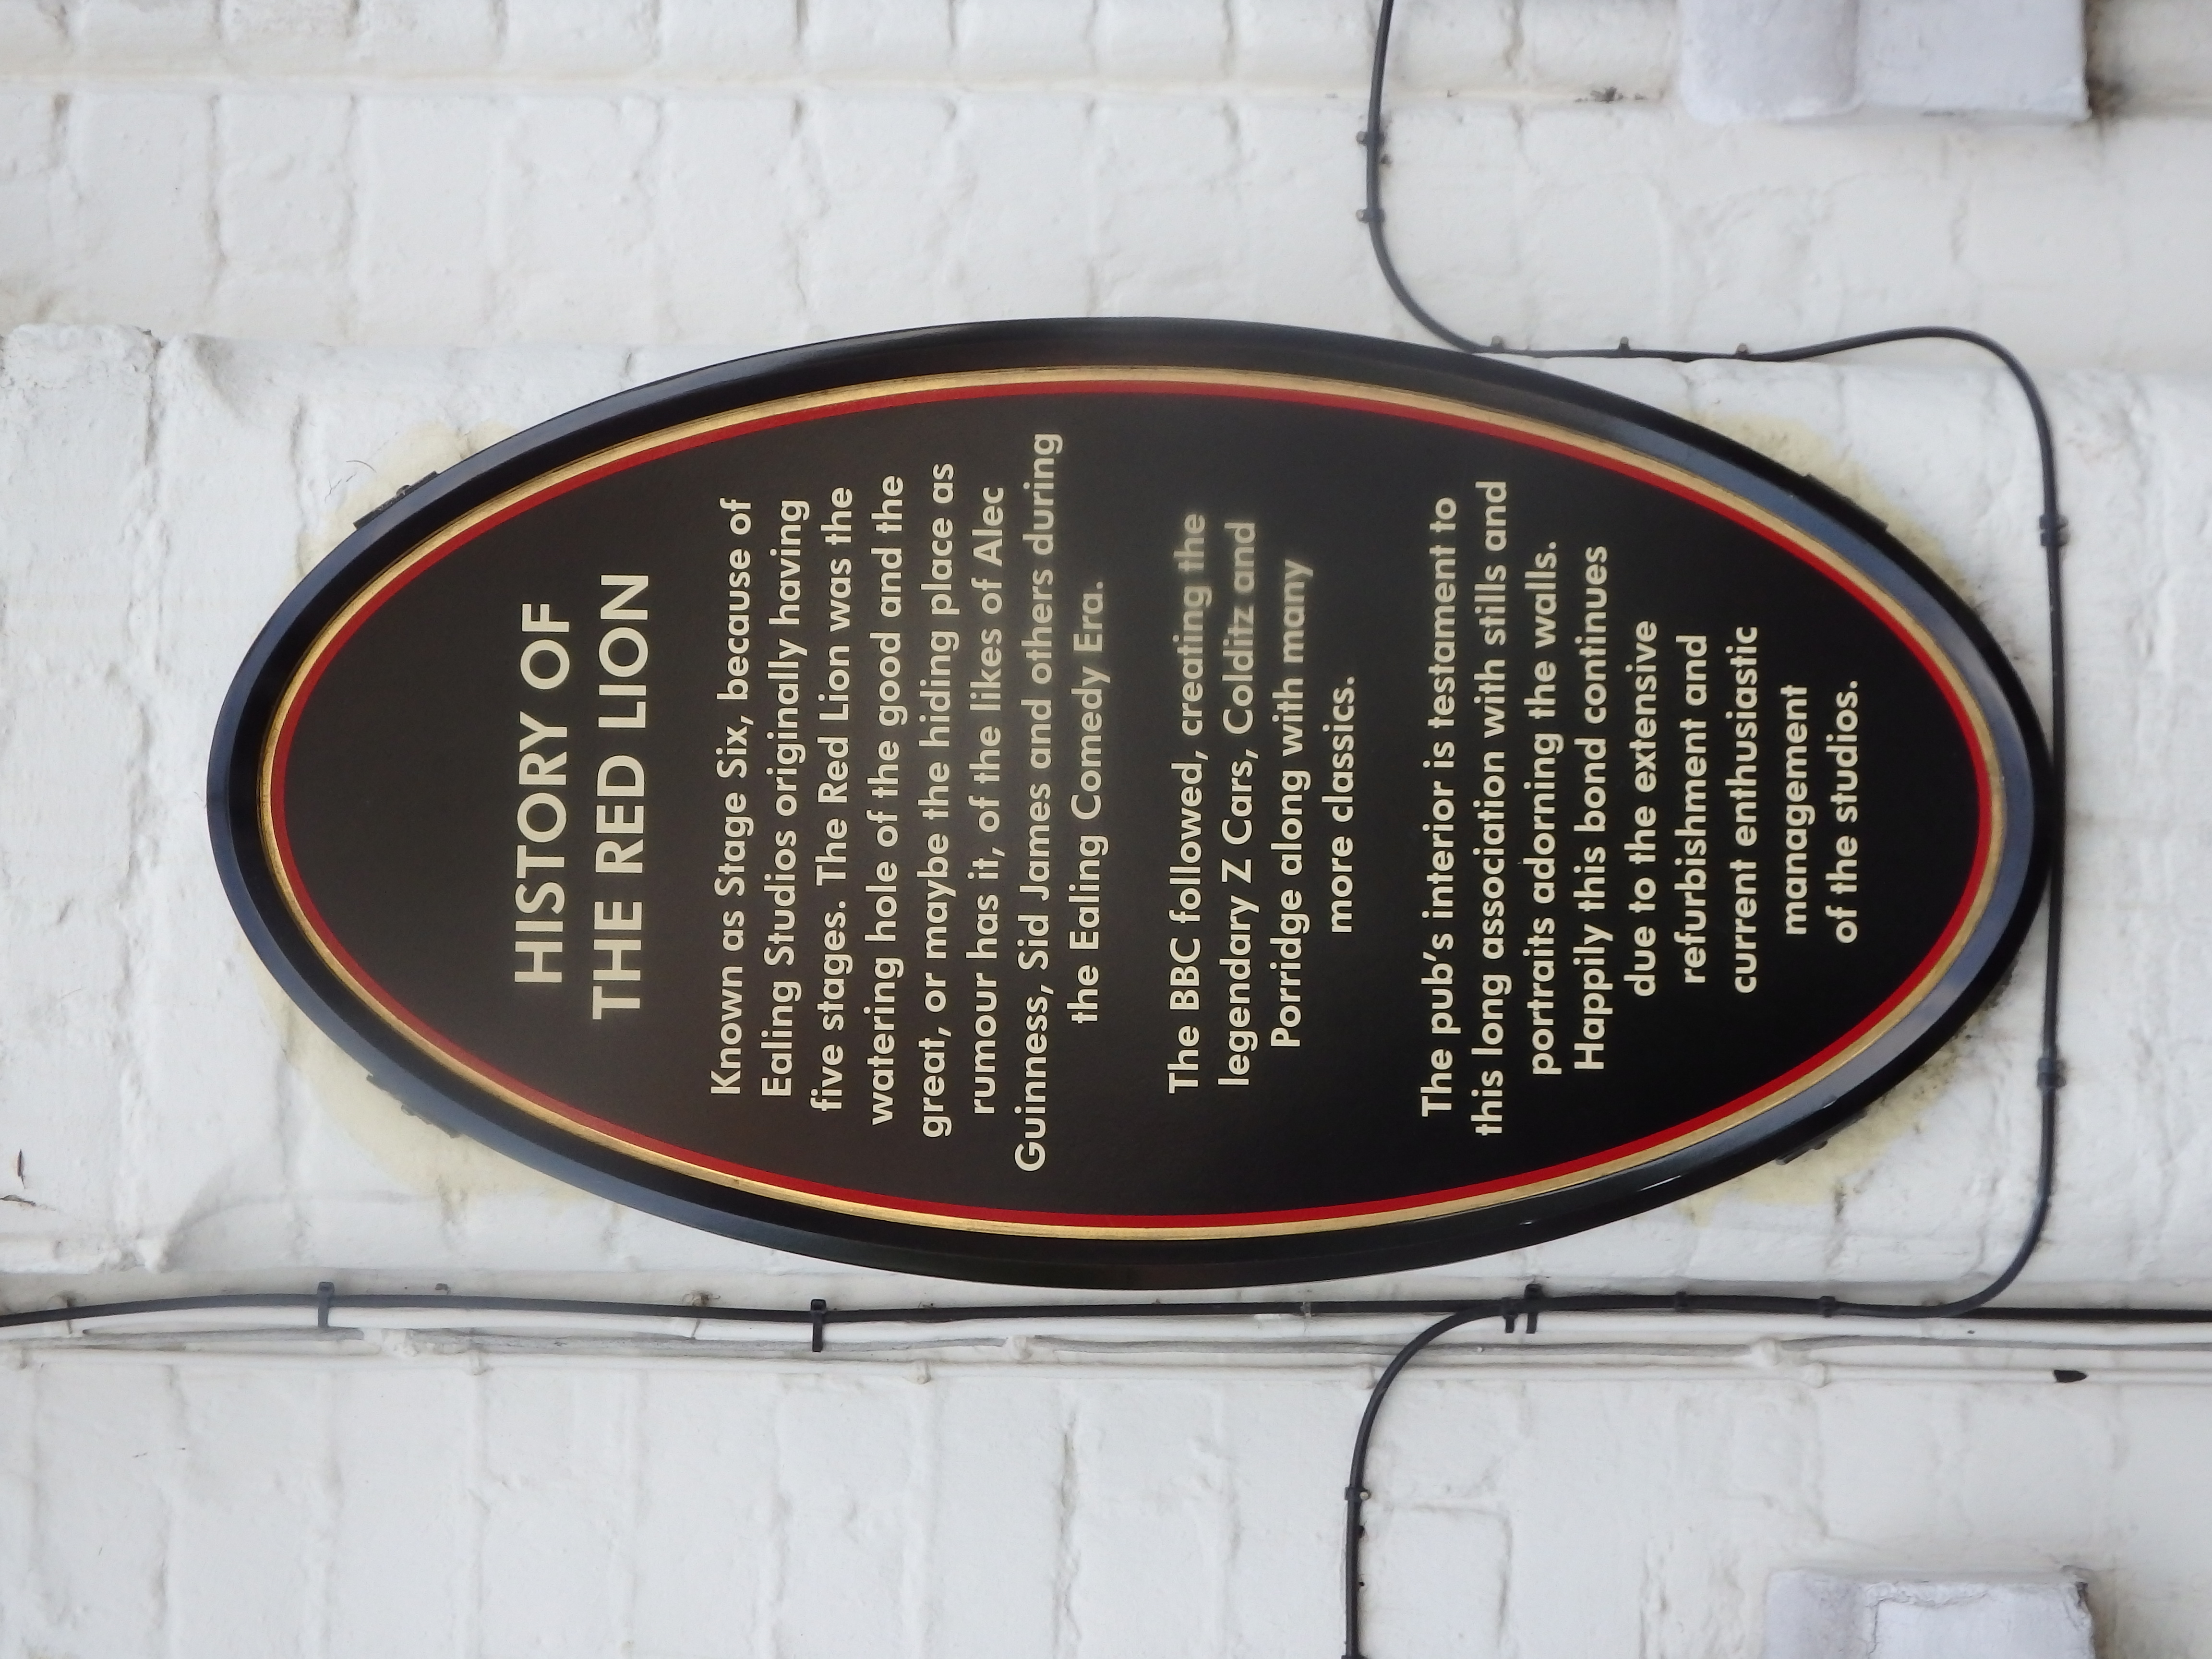 HISTORY OF
THE RED LION
Known as Stage Six, because of
Ealing Studios originally having
five stages. The Red Lion was the
watering hole of the good and the
great, or maybe the hiding place as
rumour has it, of the likes of Alec
Guinness, Sid James and others during
the Ealing Comedy Era.
The BBC followed, creating the
legendary Z Cars, Colditz and
Porridge along with many
more classics.
The pub's interior is testament to
this long association with stills and
portraits adorning the walls.
Happily this bond continues
due to the extensive
refurbishment and
current enthusiastic
management
of the studios.